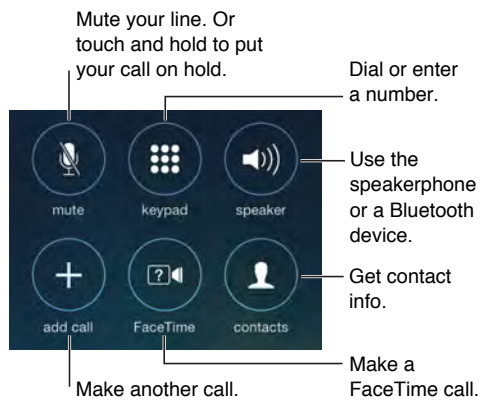 Mute your line. Or
touch and hold to put
your call on hold.
Dial or enter
a number.
Use the
speakerphone
or a Bluetooth
device.
mute
keypad
speaker
?
Get contact
info.
add call
FaceTime
contacts
Make another call.
Make a
FaceTime call.